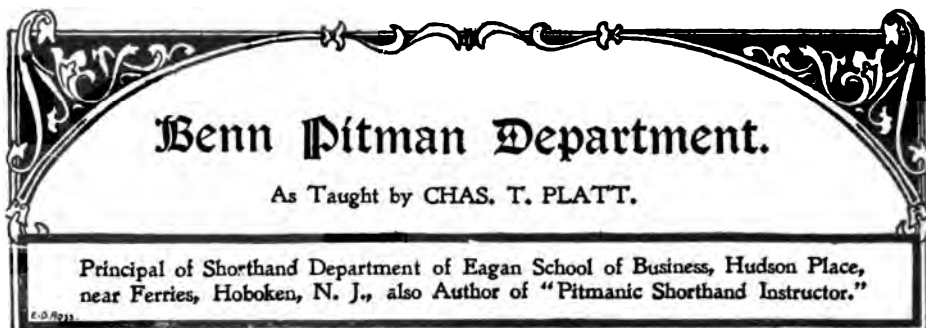 Benn Pitman Department.
As Taught by CHAS. T. PLATT.
Principal of Shorthand Department of Eagan School of Business, Hudson Place,
near Ferries, Hoboken, N. J., also Author of "Pitmanic Shorthand Instructor."
E.D.Ross.